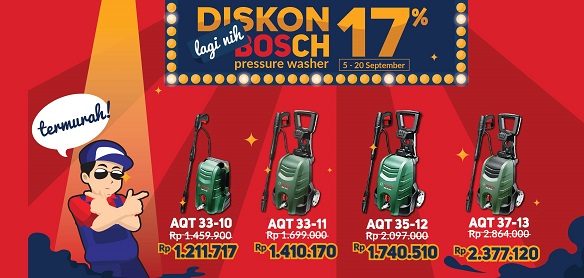 DISKON
lagi nih
BOSCH
pressure washer
17%
5 - 20 September
termurah!
AQT 33-10
Rp 1.459.900
Rp 1.211.717
AQT 33-11
Rp 1.699.000
Rp 1.410.170
AQT 35-12
Rp 2.097.000
Rp 1.740.510
AQT 37-13
Rp 2.864.000
Rp 2.377.120